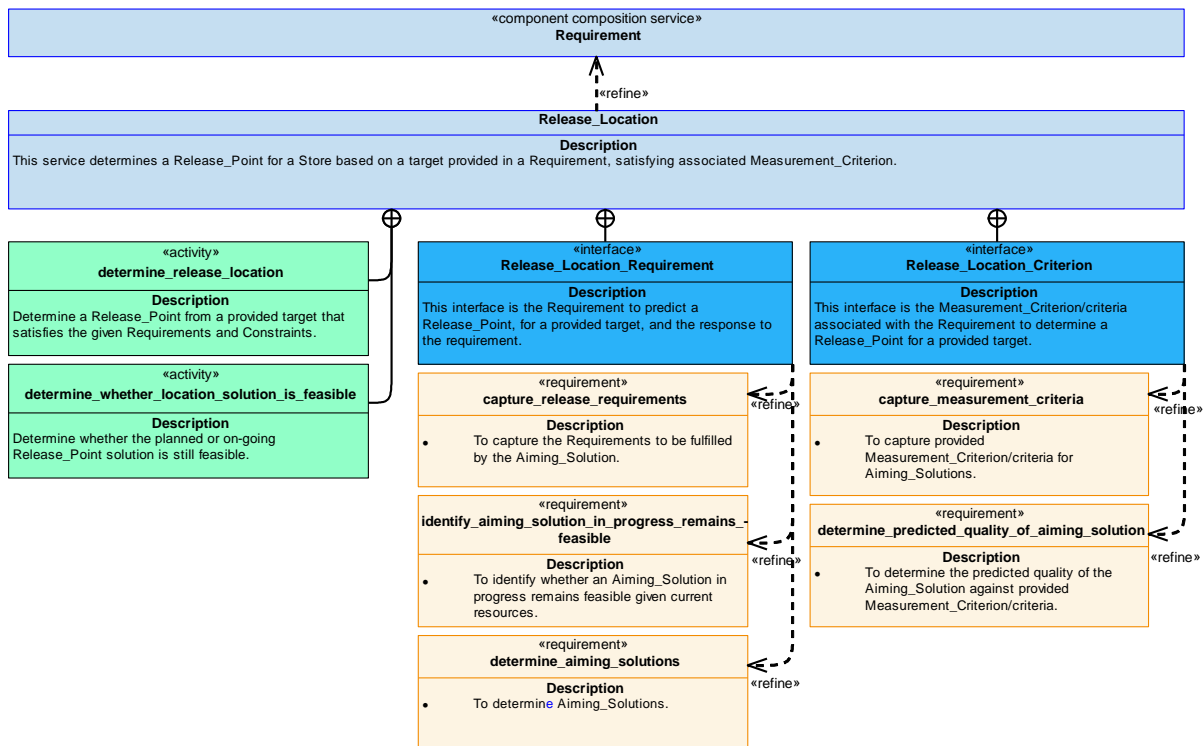 «component composition service»
Requirement
«refine»
Release_Location
Description
This service determines a Release_Point for a Store based on a target provided in a Requirement, satisfying associated Measurement_Criterion.
«activity»
determine_release_location
Description
Determine a Release_Point from a provided target that
satisfies the given Requirements and Constraints.
«activity»
determine_whether_location_solution_is_feasible
Description
Determine whether the planned or on-going
Release_Point solution is still feasible.
«interface»
Release_Location_Requirement
Description
This interface is the Requirement to predict a
Release_Point, for a provided target, and the response to
the requirement.
«requirement»
capture_release_requirements
Description
• To capture the Requirements to be fulfilled
by the Aiming_Solution.
«refine»
«requirement»
identify_aiming_solution_in_progress_remains_-
feasible
Description
• To identify whether an Aiming_Solution in
progress remains feasible given current
resources.
«refine»
«requirement»
determine_aiming_solutions
Description
• To determine Aiming_Solutions.
«refine»
«interface»
Release_Location_Criterion
Description
This interface is the Measurement_Criterion/criteria
associated with the Requirement to determine a
Release_Point for a provided target.
«requirement»
capture_measurement_criteria
Description
• To capture provided
Measurement_Criterion/criteria for
Aiming_Solutions.
«refine»
«requirement»
determine_predicted_quality_of_aiming_solution
Description
• To determine the predicted quality of the
Aiming_Solution against provided
Measurement_Criterion/criteria.
«refine»